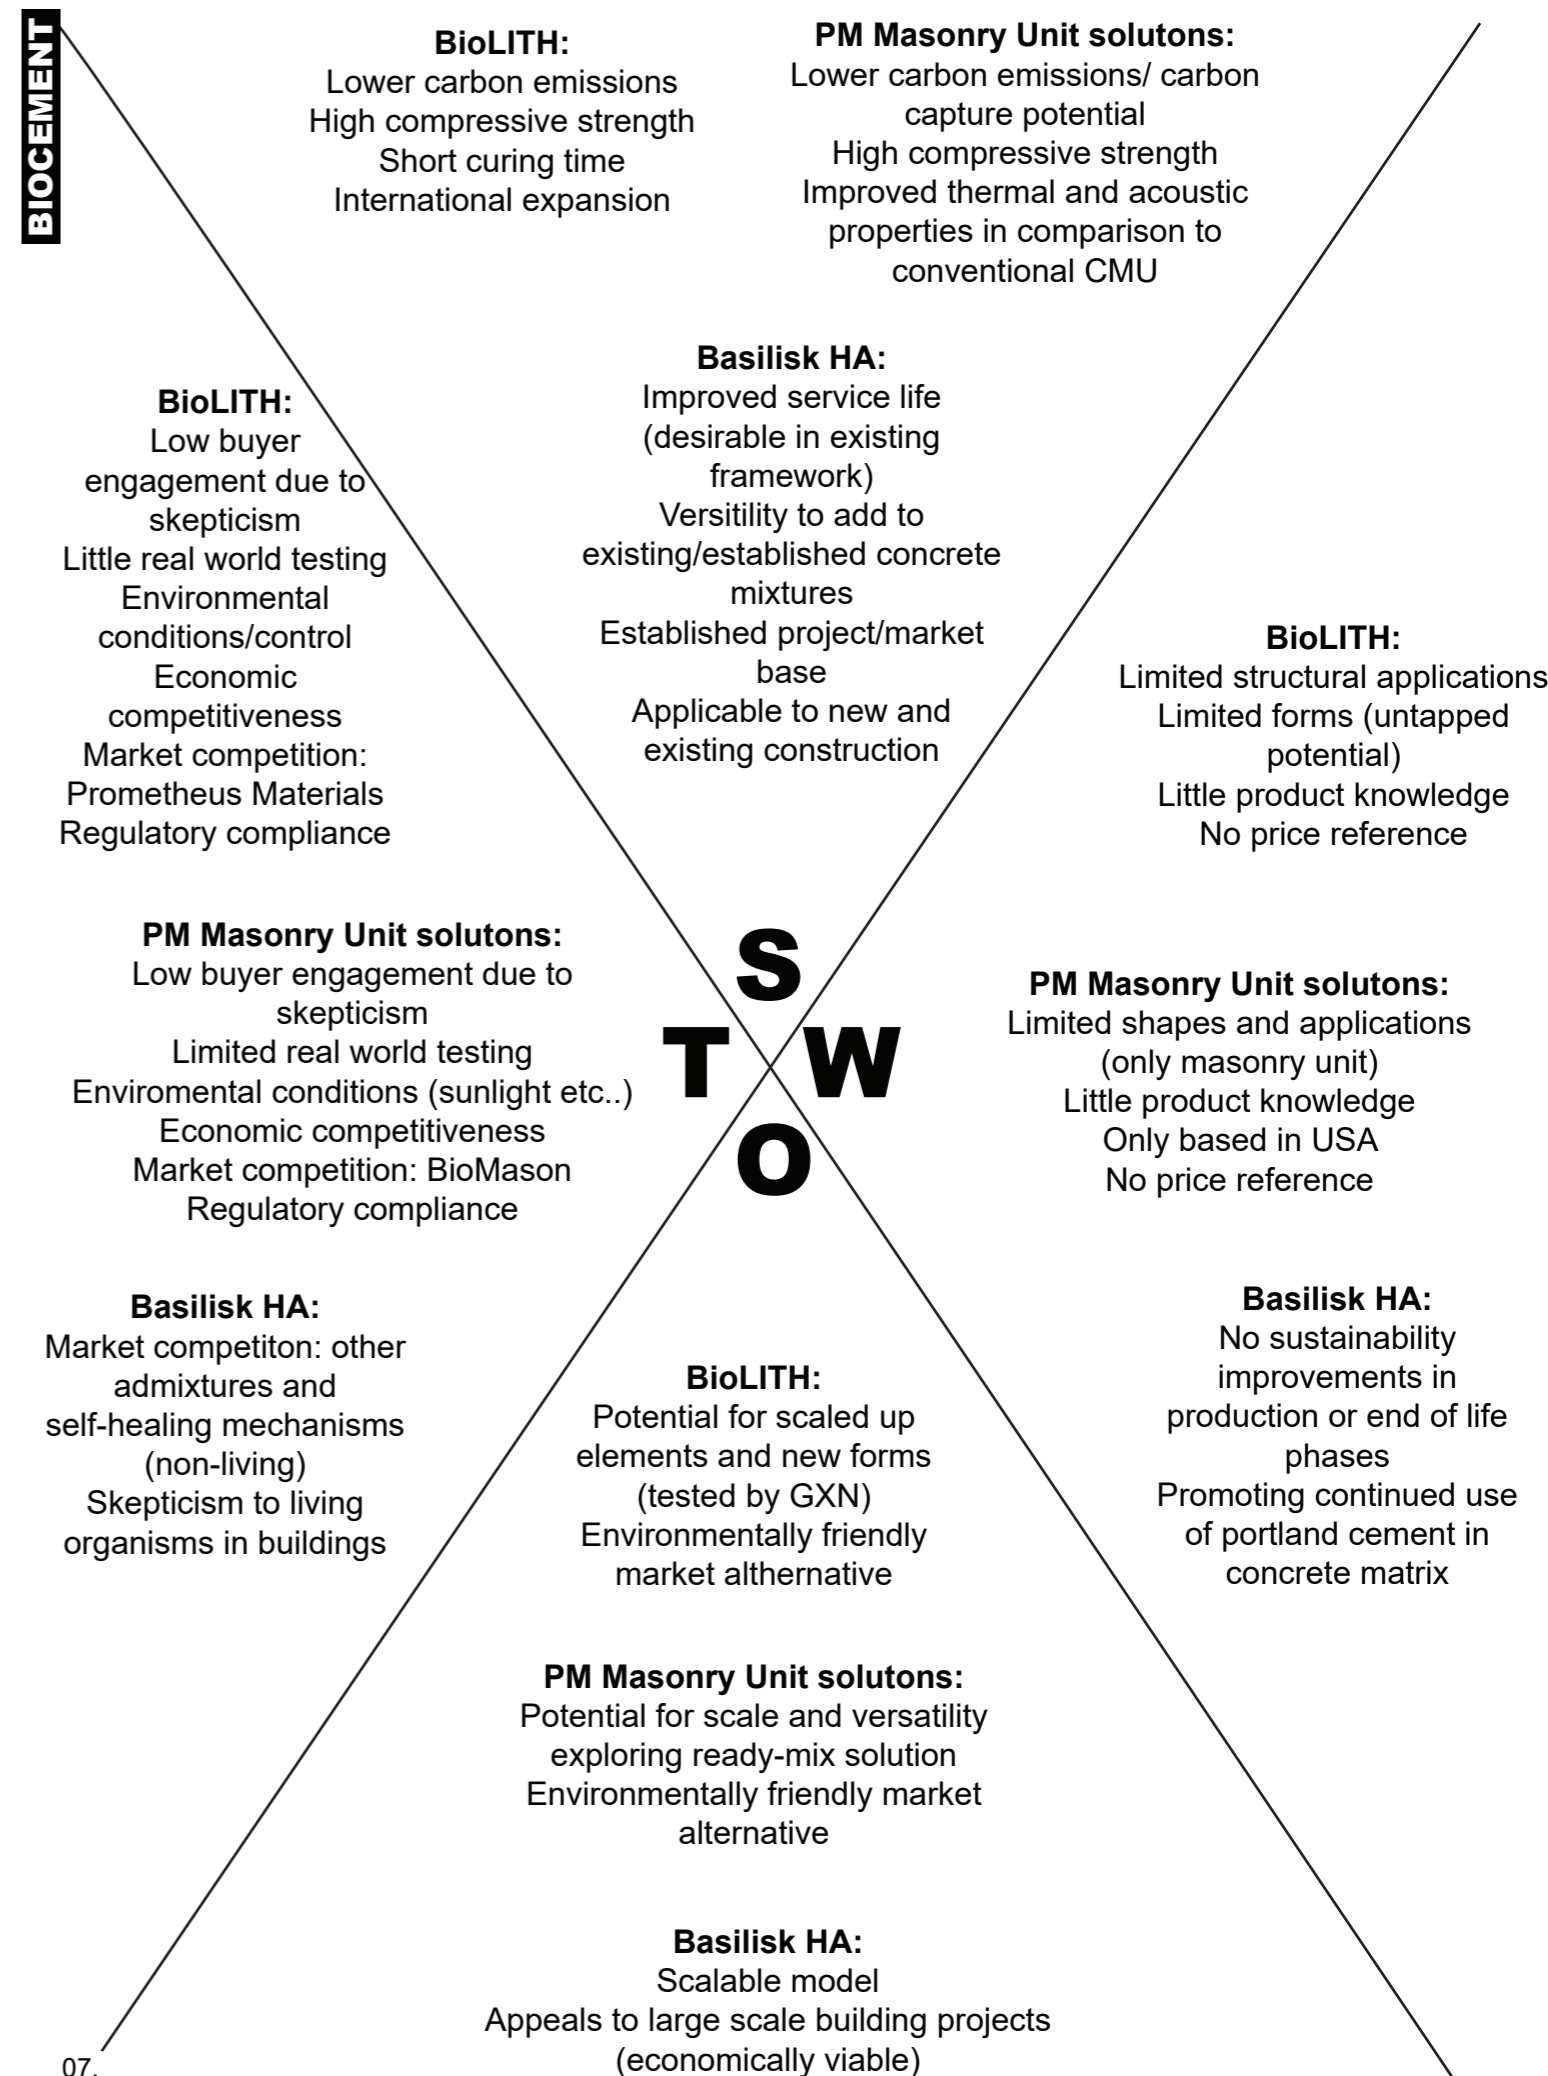 BIOCEMENT
BioLITH:
Lower carbon emissions
High compressive strength
Short curing time
International expansion
PM Masonry Unit solutons:
Lower carbon emissions/ carbon
capture potential
High compressive strength
Improved thermal and acoustic
properties in comparison to
conventional CMU
Basilisk HA:
Improved service life
(desirable in existing
framework)
Versitility to add to
existing/established concrete
mixtures
Established project/market
base
Applicable to new and
existing construction
BioLITH:
Low buyer
engagement due to
skepticism
Little real world testing
Environmental
conditions/control
Economic
competitiveness
Market competition:
Prometheus Materials
Regulatory compliance
PM Masonry Unit solutons:
Low buyer engagement due to
skepticism
Limited real world testing
Enviromental conditions (sunlight etc..)
Economic competitiveness
Market competition: BioMason
Regulatory compliance
Basilisk HA:
Market competiton: other
admixtures and
self-healing mechanisms
(non-living)
Skepticism to living
organisms in buildings
S
T W
O
BioLITH:
Limited structural applications
Limited forms (untapped
potential)
Little product knowledge
No price reference
PM Masonry Unit solutons:
Limited shapes and applications
(only masonry unit)
Little product knowledge
Only based in USA
No price reference
Basilisk HA:
No sustainability
improvements in
production or end of life
phases
Promoting continued use
of portland cement in
concrete matrix
BioLITH:
Potential for scaled up
elements and new forms
(tested by GXN)
Environmentally friendly
market althernative
PM Masonry Unit solutons:
Potential for scale and versatility
exploring ready-mix solution
Environmentally friendly market
alternative
Basilisk HA:
Scalable model
Appeals to large scale building projects
(economically viable)
07.